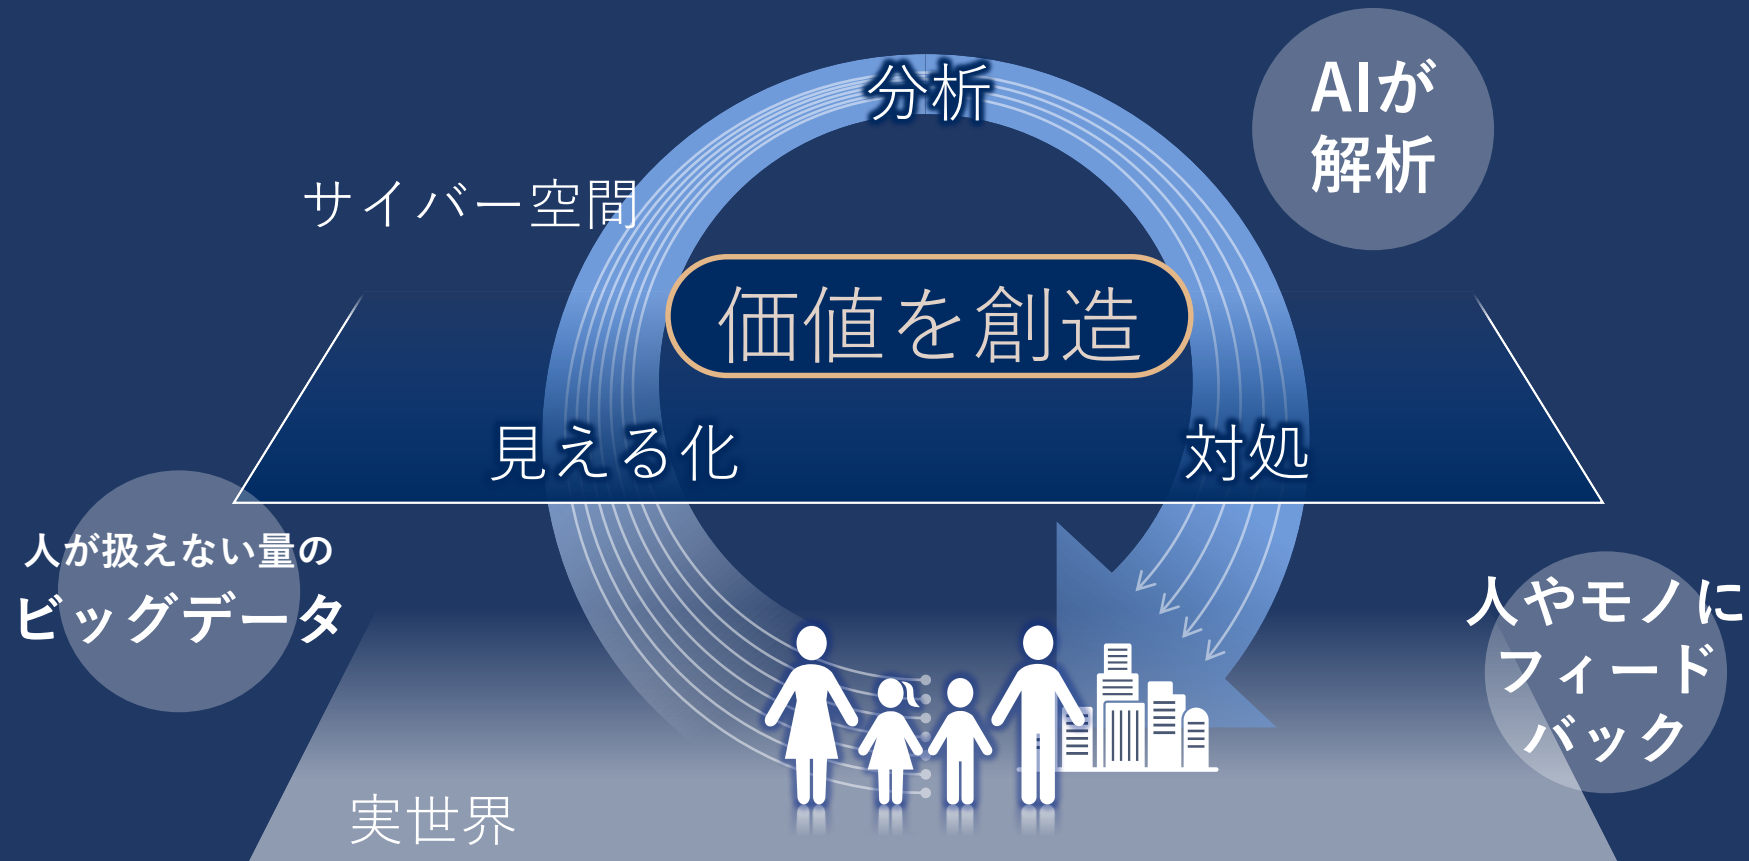 分析
AIが
解析
サイバー空間
価値を創造
見える化
対処
人が扱えない量の
ビッグデータ
人やモノに
フィード
バック
実世界